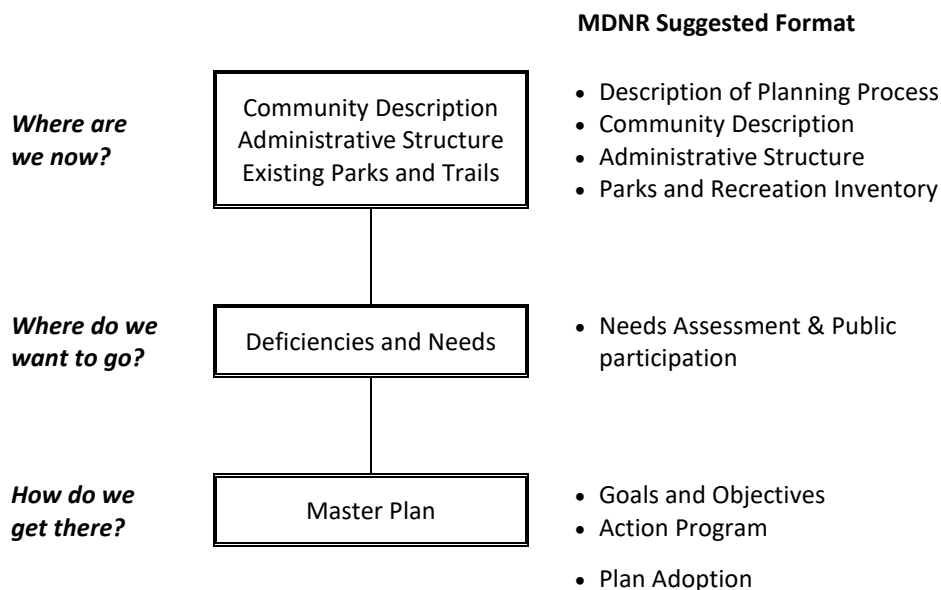 MDNR Suggested Format
Where are
we now?
Community Description
Administrative Structure
Existing Parks and Trails
• Description of Planning Process
• Community Description
• Administrative Structure
• Parks and Recreation Inventory
Where do we
want to go?
Deficiencies and Needs
• Needs Assessment & Public
participation
How do we
get there?
Master Plan
• Goals and Objectives
• Action Program
• Plan Adoption